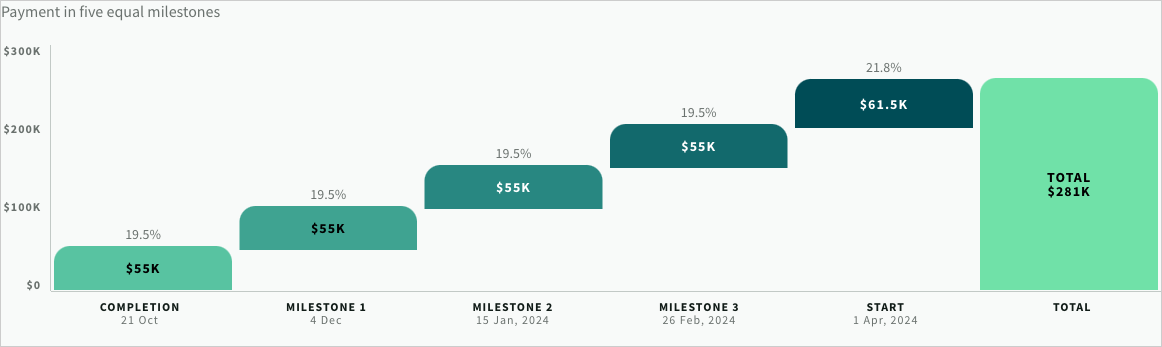 Payment in five equal milestones
$300K
$200K
$100K
$0
19.5%
$55K
19.5%
$55K
19.5%
$55K
19.5%
$55K
21.8%
$61.5K
TOTAL
$281K
COMPLETION
21 Oct
MILESTONE 1
4 Dec
MILESTONE 2
15 Jan, 2024
MILESTONE 3
26 Feb, 2024
START
1 Apr, 2024
TOTAL